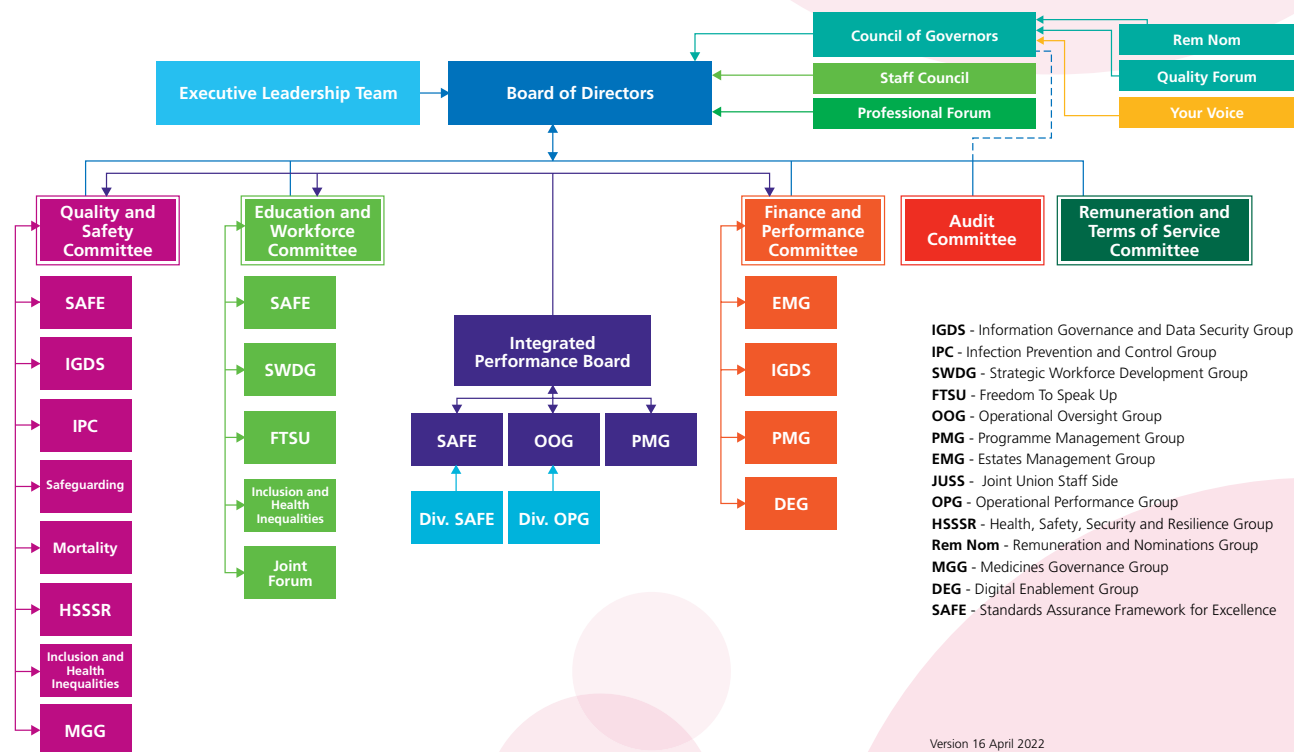 Council of Governors
Rem Nom
Executive Leadership Team
Board of Directors
Staff Council
Quality Forum
Professional Forum
Your Voice
Quality and
Safety
Committee
Education and
Workforce
Committee
Finance and
Performance
Committee
Audit
Committee
Remuneration and
Terms of Service
Committee
SAFE
IGDS
IPC
Safeguarding
Mortality
HSSSR
Inclusion and
Health
Inequalities
MGG
SAFE
SWDG
FTSU
Inclusion and
Health
Inequalities
Joint
Forum
Integrated
Performance Board
SAFE
OOG
PMG
Div. SAFE
Div. OPG
EMG
IGDS
PMG
DEG
IGDS - Information Governance and Data Security Group
IPC - Infection Prevention and Control Group
SWDG - Strategic Workforce Development Group
FTSU - Freedom To Speak Up
OOG - Operational Oversight Group
PMG - Programme Management Group
EMG - Estates Management Group
JUSS - Joint Union Staff Side
OPG - Operational Performance Group
HSSSR - Health, Safety, Security and Resilience Group
Rem Nom - Remuneration and Nominations Group
MGG - Medicines Governance Group
DEG - Digital Enablement Group
SAFE - Standards Assurance Framework for Excellence
Version 16 April 2022